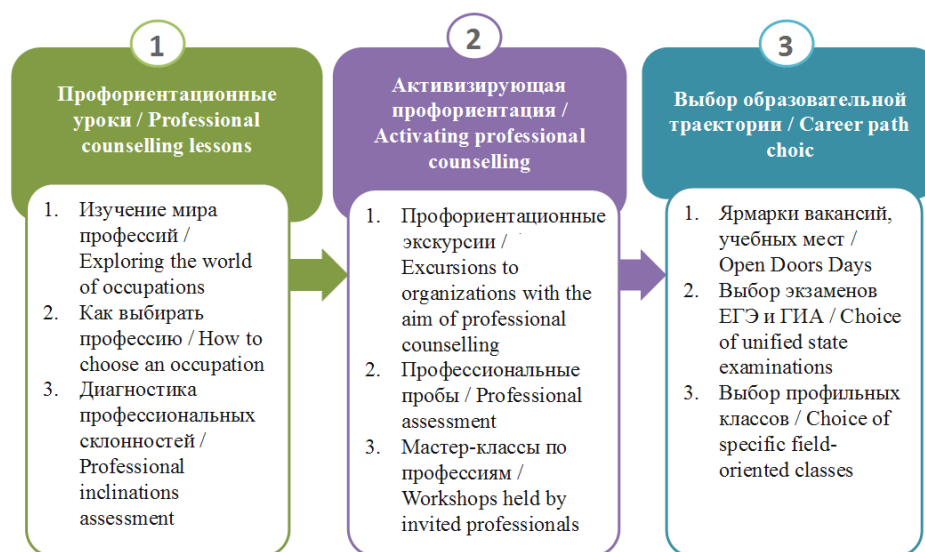 1
Профориентационные
уроки / Professional
counselling lessons
1. Изучение мира
профессий /
Exploring the world
of occupations
2. Как выбирать
профессию / How to
choose an occupation
3. Диагностика
профессиональных
склонностей /
Professional
inclinations
assessment
2
Активизирующая
профориентация /
Activating professional
counselling
1. Профориентационные
экскурсии /
Excursions to
organizations with the
aim of professional
counselling
2. Профессиональные
пробы / Professional
assessment
3. Мастер-классы по
профессиям /
Workshops held by
invited professionals
3
Выбор образовательной
траектории / Career path
choic
1. Ярмарки вакансий,
учебных мест /
Open Doors Days
2. Выбор экзаменов
ЕГЭ и ГИА / Choice
of unified state
examinations
3. Выбор профильных
классов / Choice of
specific field-
oriented classes